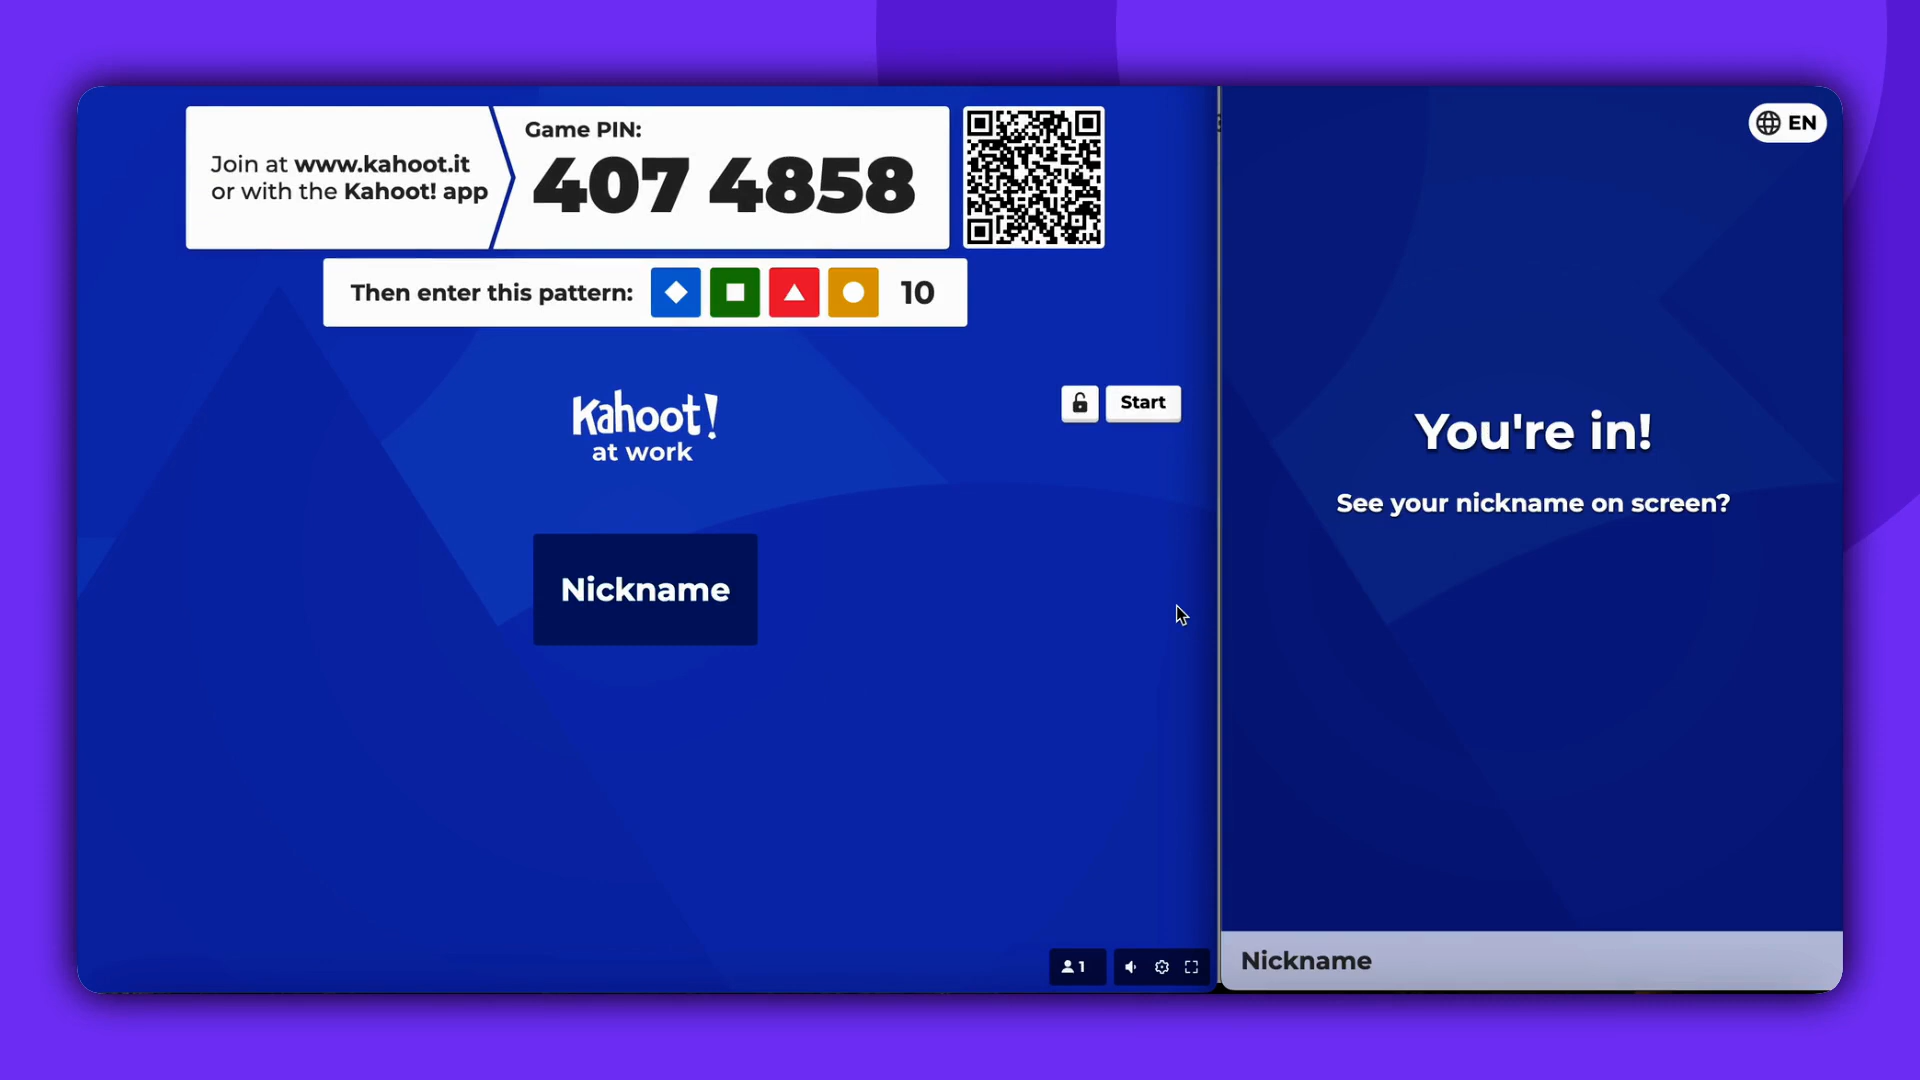 Join at www.kahoot.it
or with the Kahoot! app
Game PIN:
407 4858
Then enter this pattern:
10
Kahoot!
at work
Start
Nickname
1
EN
You're in!
See your nickname on screen?
Nickname